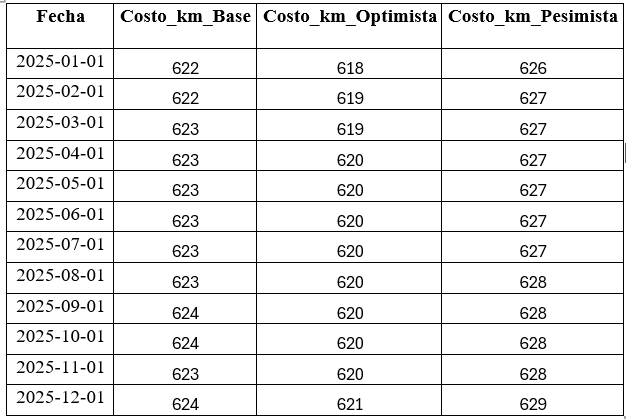 Fecha Costo_km_Base Costo_km_Optimista Costo_km_Pesimista
2025-01-01 622 618 626
2025-02-01 622 619 627
2025-03-01 623 619 627
2025-04-01 623 620 627
2025-05-01 623 620 627
2025-06-01 623 620 627
2025-07-01 623 620 627
2025-08-01 623 620 628
2025-09-01 624 620 628
2025-10-01 624 620 628
2025-11-01 623 620 628
2025-12-01 624 621 629